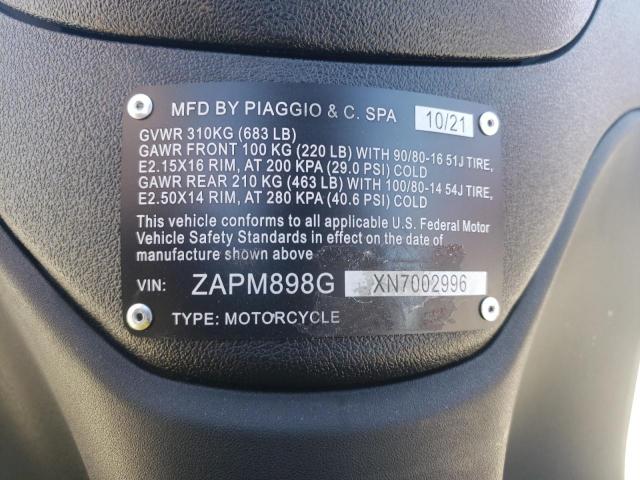 MFD BY PIAGGIO & C. SPA 10/21
GVWR 310KG (683 LB)
GAWR FRONT 100 KG (220 LB) WITH 90/80-16 51J TIRE,
E2.15X16 RIM, AT 200 KPA (29.0 PSI) COLD
GAWR REAR 210 KG (463 LB) WITH 100/80-14 54J TIRE,
E2.50X14 RIM, AT 280 KPA (40.6 PSI) COLD
This vehicle conforms to all applicable U.S. Federal Motor
Vehicle Safety Standards in effect on the date of
manufacture shown above
VIN: ZAPM898G XN7002996
TYPE: MOTORCYCLE